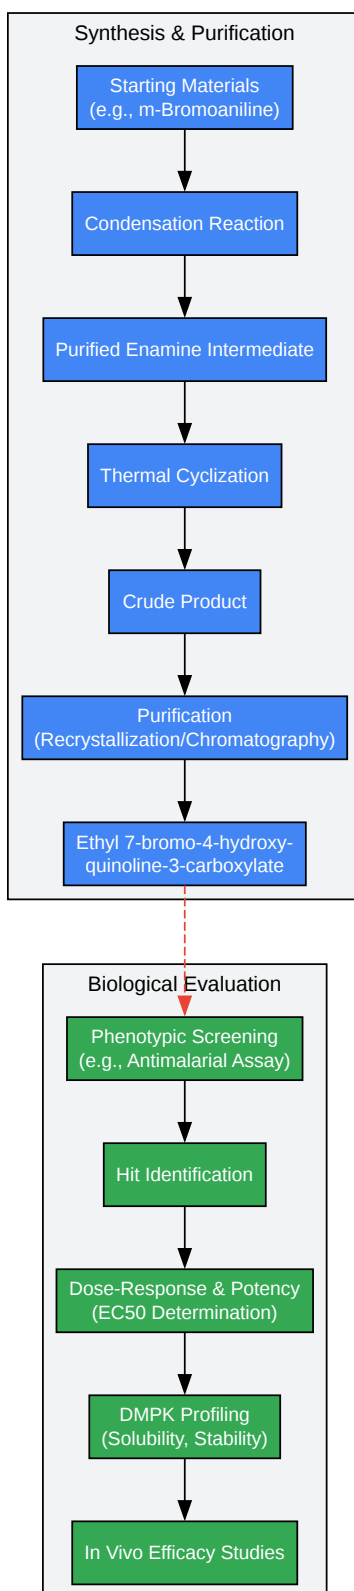 Synthesis & Purification
Starting Materials
(e.g., m-Bromoaniline)
Condensation Reaction
Purified Enamine Intermediate
Thermal Cyclization
Crude Product
Purification
(Recrystallization/Chromatography)
Ethyl 7-bromo-4-hydroxy-
quinoline-3-carboxylate
Biological Evaluation
Phenotypic Screening
(e.g., Antimalarial Assay)
Hit Identification
Dose-Response & Potency
(EC50 Determination)
DMPK Profiling
(Solubility, Stability)
In Vivo Efficacy Studies